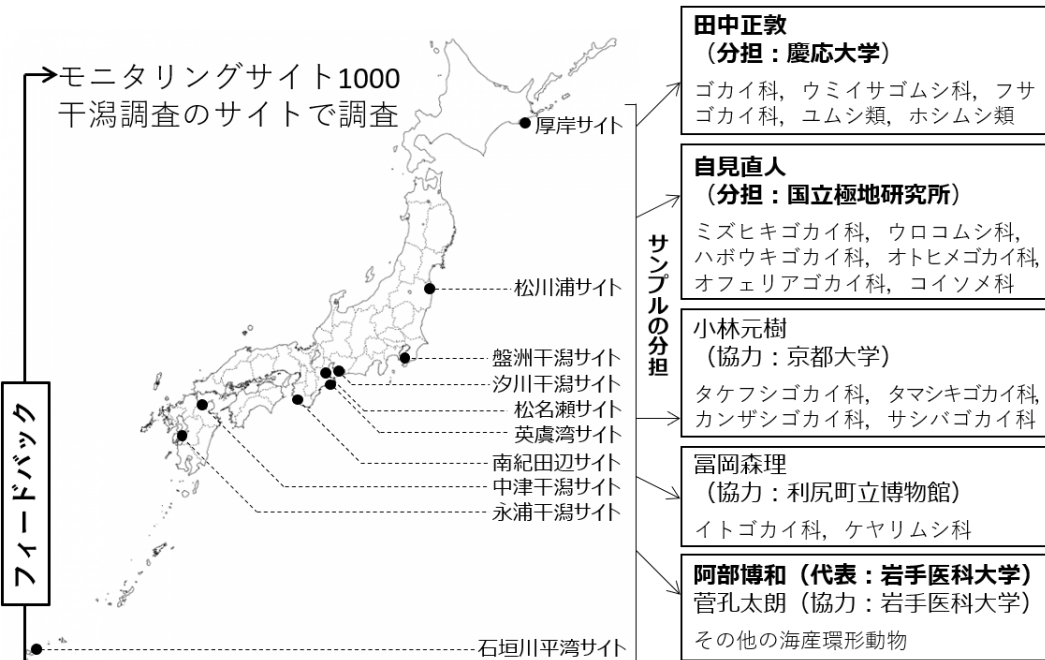 モニタリングサイト1000
干潟調査のサイトで調査
厚岸サイト
松川浦サイト
盤洲干潟サイト
汐川干潟サイト
松名瀬サイト
英虞湾サイト
南紀田辺サイト
中津干潟サイト
永浦干潟サイト
石垣川平湾サイト
フィードバック
サンプルの分担
田中正敦
（分担：慶応大学）
ゴカイ科，ウミイサゴムシ科，フサ
ゴカイ科，ユムシ類，ホシムシ類
自見直人
（分担：国立極地研究所）
ミズヒキゴカイ科，ウロコムシ科，
ハボウキゴカイ科，オトヒメゴカイ科，
オフェリアゴカイ科，コイソメ科
小林元樹
（協力：京都大学）
タケフシゴカイ科，タマシキゴカイ科，
カンザシゴカイ科，サシバゴカイ科
冨岡森理
（協力：利尻町立博物館）
イトゴカイ科，ケヤリムシ科
阿部博和（代表：岩手医科大学）
菅孔太朗（協力：岩手医科大学）
その他の海産環形動物